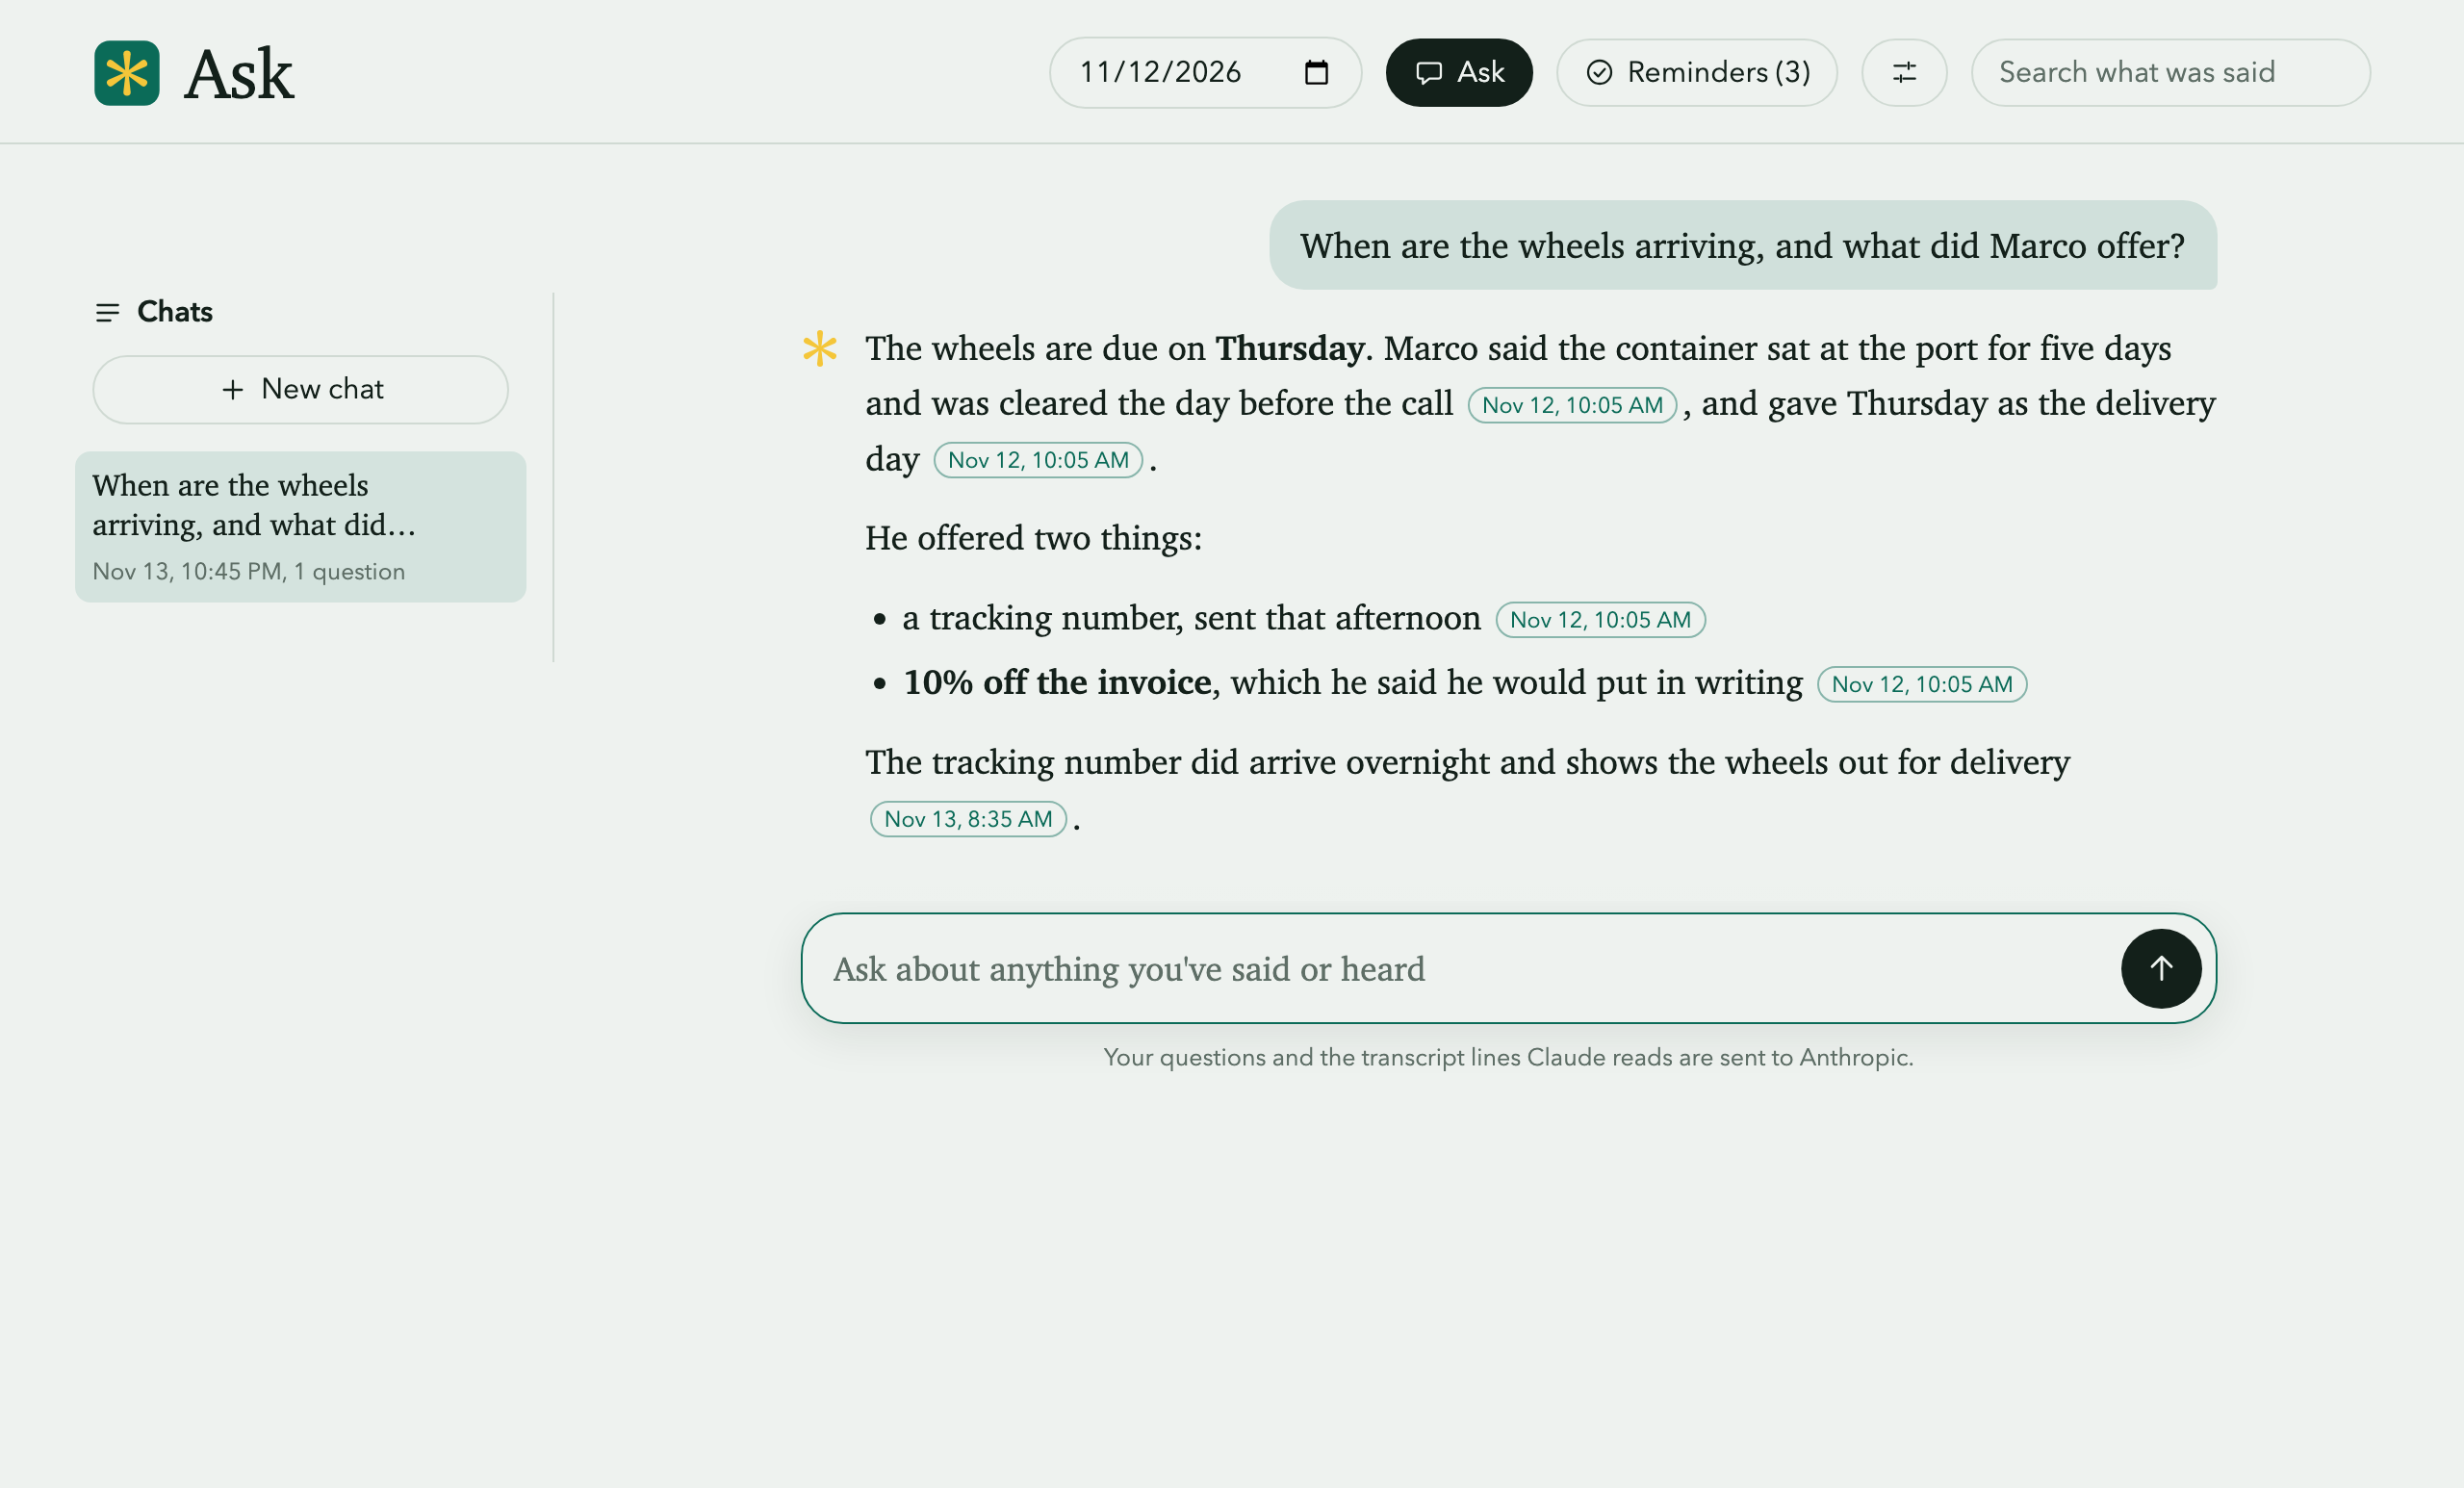 Ask
11/12/2026
Ask
Reminders (3)
Search what was said
Chats
New chat
When are the wheels
arriving, and what did…
Nov 13, 10:45 PM, 1 question
When are the wheels arriving, and what did Marco offer?
The wheels are due on Thursday. Marco said the container sat at the port for five days
and was cleared the day before the call Nov 12, 10:05 AM , and gave Thursday as the delivery
day Nov 12, 10:05 AM .
He offered two things:
• a tracking number, sent that afternoon Nov 12, 10:05 AM
• 10% off the invoice, which he said he would put in writing Nov 12, 10:05 AM
The tracking number did arrive overnight and shows the wheels out for delivery
Nov 13, 8:35 AM .
Ask about anything you've said or heard
Your questions and the transcript lines Claude reads are sent to Anthropic.